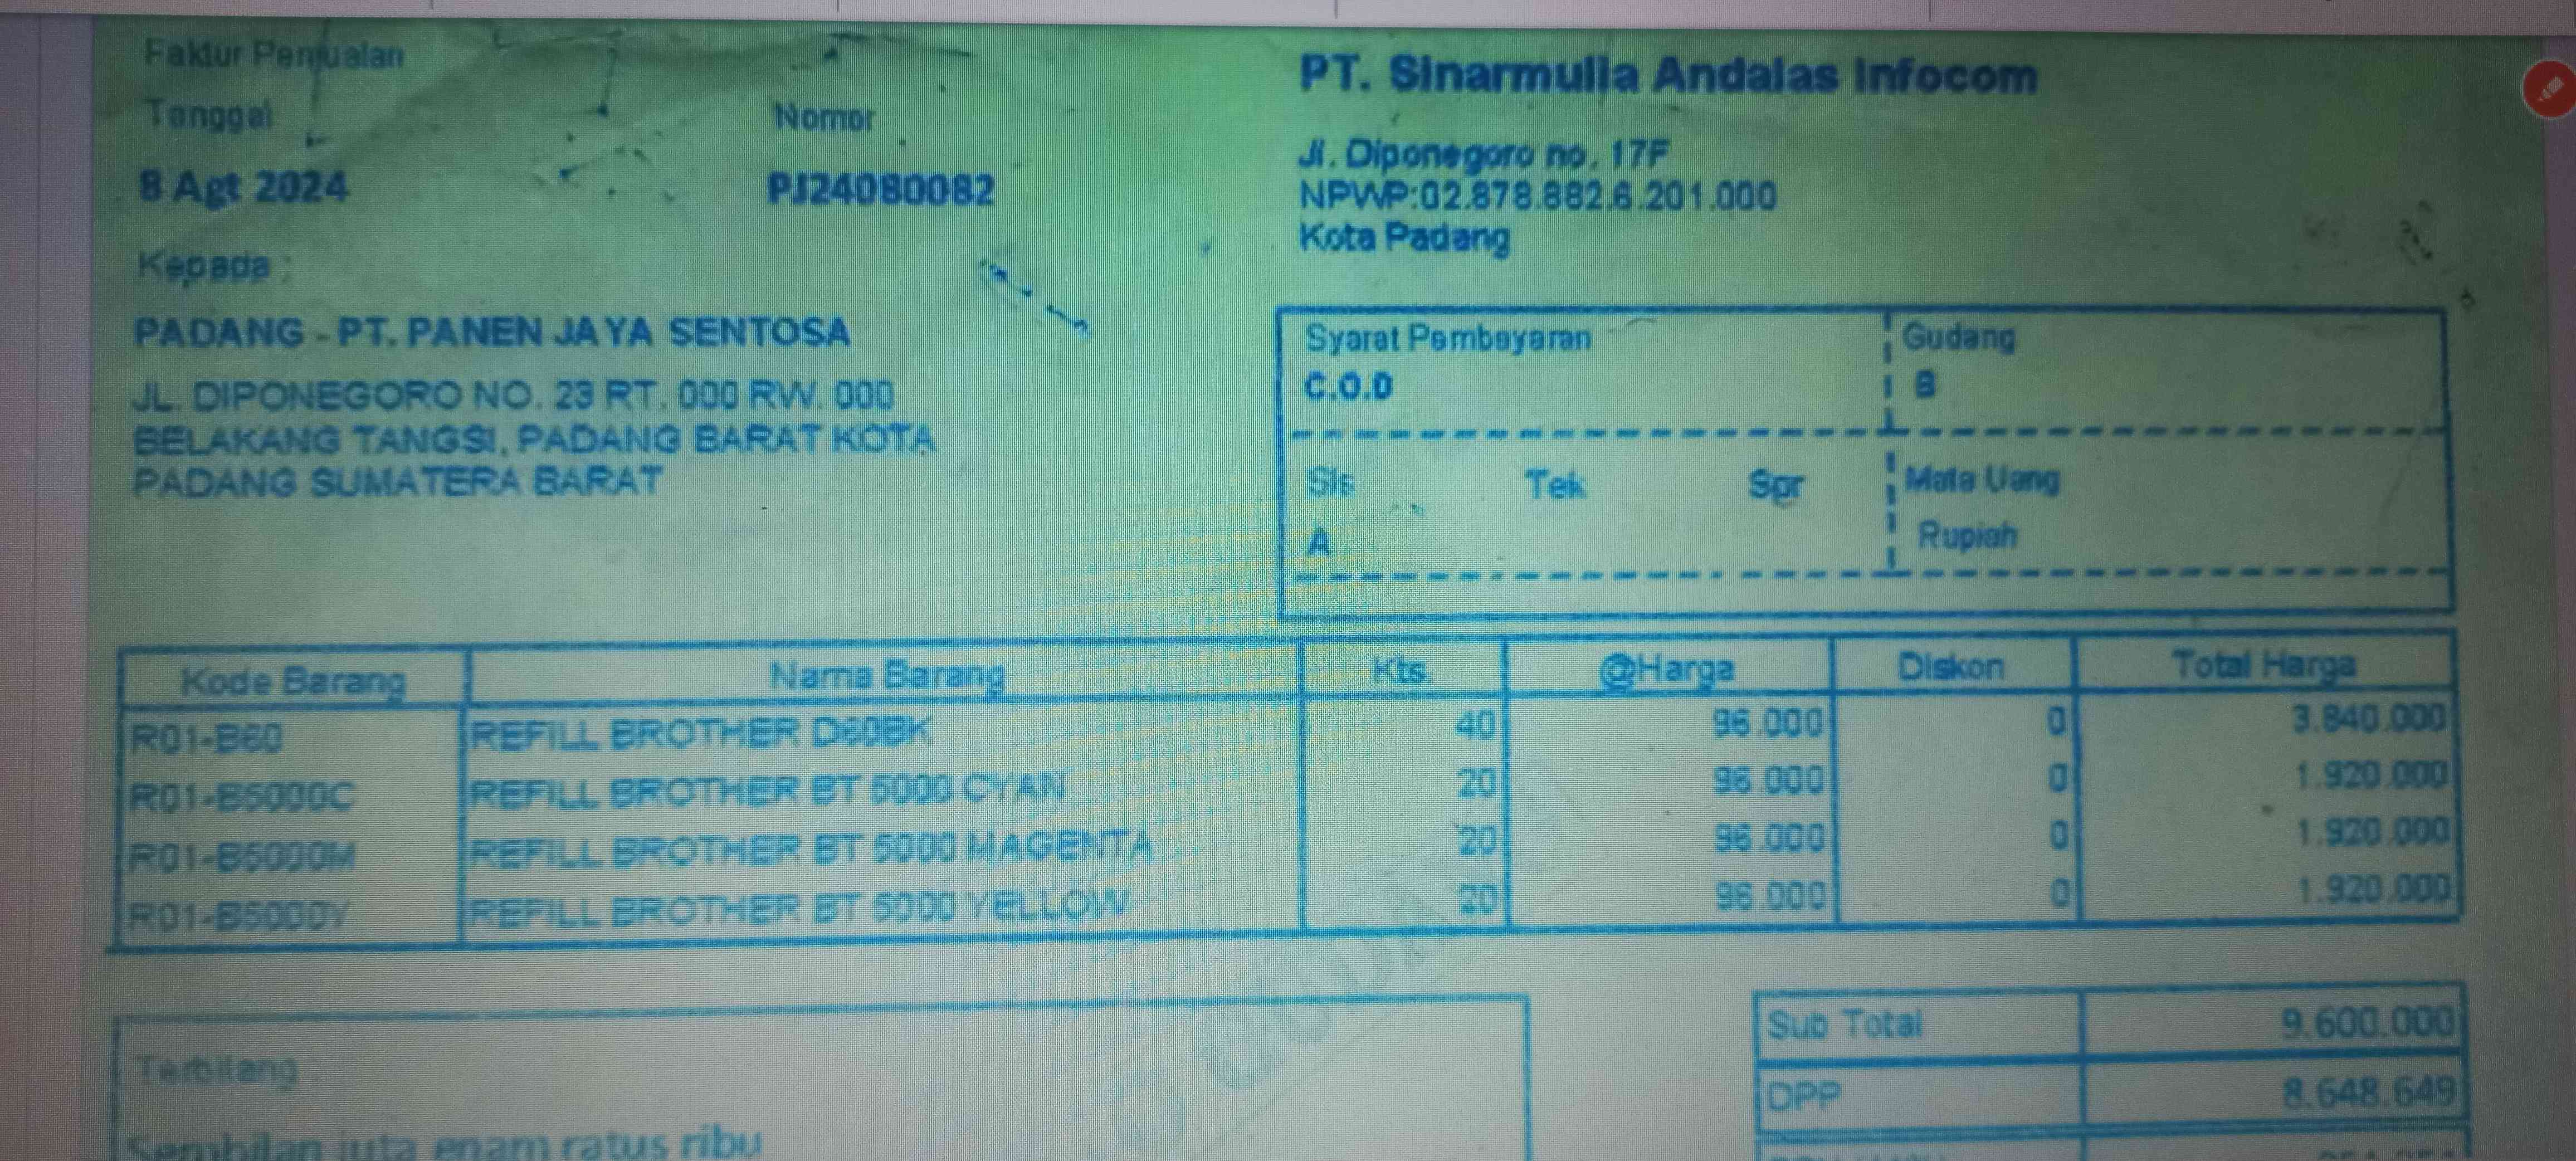 Faktur Penjualan
Tanggal Nomor
8 Agt 2024 PJ24080082
Kepada :
PADANG - PT. PANEN JAYA SENTOSA
JL. DIPONEGORO NO. 23 RT. 000 RW. 000
BELAKANG TANGSI, PADANG BARAT KOTA
PADANG SUMATERA BARAT
PT. Sinarmulia Andalas Infocom
Jl. Diponegoro no. 17F
NPWP:02.878.882.6.201.000
Kota Padang
Syarat Pembayaran Gudang
C.O.D B
Sls Tek Spr Mata Uang
A Rupiah
Kode Barang Nama Barang Kts. @Harga Diskon Total Harga
R01-B60 REFILL BROTHER D60BK 40 96.000 0 3.840.000
R01-B5000C REFILL BROTHER BT 5000 CYAN 20 96.000 0 1.920.000
R01-B5000M REFILL BROTHER BT 5000 MAGENTA 20 96.000 0 1.920.000
R01-B5000Y REFILL BROTHER BT 5000 YELLOW 20 96.000 0 1.920.000
Terbilang
Sembilan juta enam ratus ribu
Sub Total 9.600.000
DPP 8.648.649